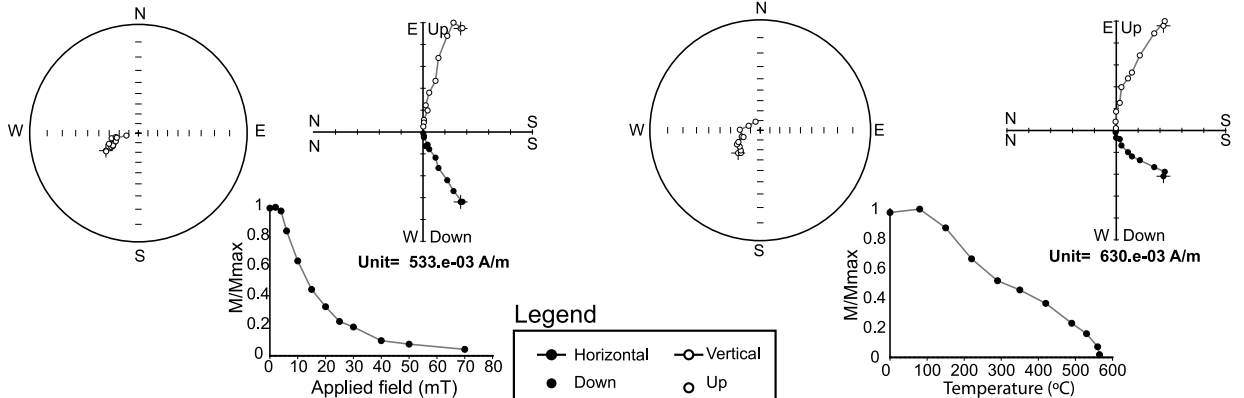 N
W
E
S
E Up
N
S
N
S
W Down
Unit= 533.e-03 A/m
1
0.8
0.6
0.4
0.2
0
M/Mmax
0 10 20 30 40 50 60 70 80
Applied field (mT)
N
W
E
S
E Up
N
S
N
S
W Down
Unit= 630.e-03 A/m
1
0.8
0.6
0.4
0.2
0
M/Mmax
0 100 200 300 400 500 600
Temperature (ºC)
Legend
Horizontal
Vertical
Down
Up